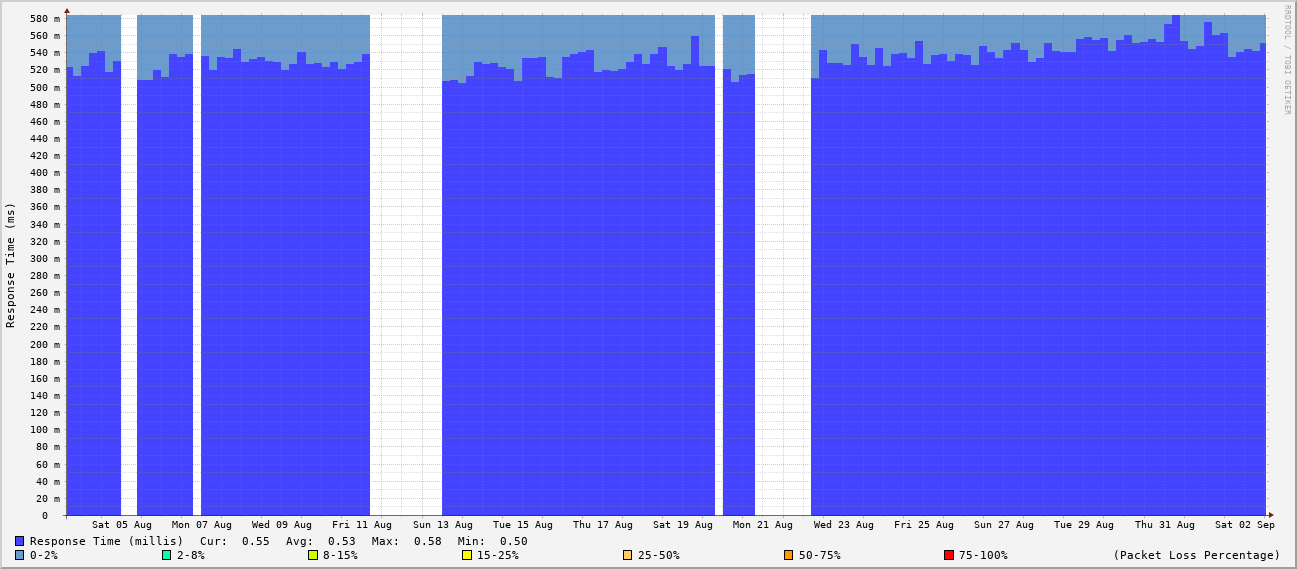 RRDTOOL / TOBI OETIKER
Response Time (ms)
580 m
560 m
540 m
520 m
500 m
480 m
460 m
440 m
420 m
400 m
380 m
360 m
340 m
320 m
300 m
280 m
260 m
240 m
220 m
200 m
180 m
160 m
140 m
120 m
100 m
80 m
60 m
40 m
20 m
0
Sat 05 Aug Mon 07 Aug Wed 09 Aug Fri 11 Aug Sun 13 Aug Tue 15 Aug Thu 17 Aug Sat 19 Aug Mon 21 Aug Wed 23 Aug Fri 25 Aug Sun 27 Aug Tue 29 Aug Thu 31 Aug Sat 02 Sep
Response Time (millis) Cur: 0.55 Avg: 0.53 Max: 0.58 Min: 0.50
0-2% 2-8% 8-15% 15-25% 25-50% 50-75% 75-100% (Packet Loss Percentage)